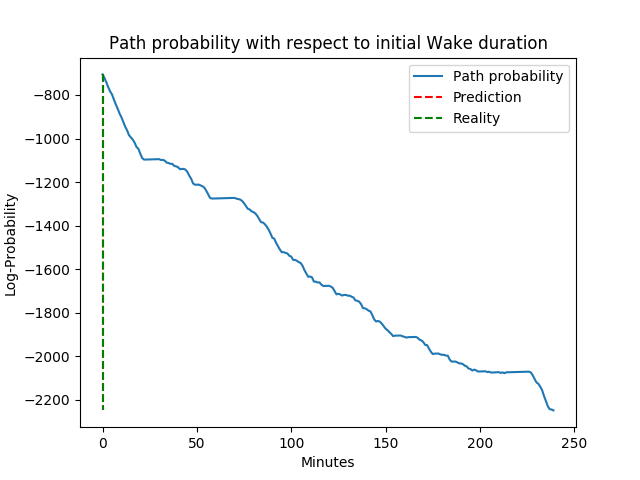 Path probability with respect to initial Wake duration
Path probability
Prediction
Reality
−800
−1000
−1200
−1400
−1600
−1800
−2000
−2200
Log-Probability
0
50
100
150
200
250
Minutes